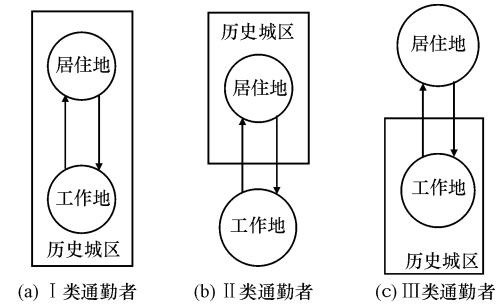 居住地
工作地
历史城区
(a) Ⅰ类通勤者
历史城区
居住地
工作地
(b) Ⅱ类通勤者
居住地
工作地
历史城区
(c) Ⅲ类通勤者